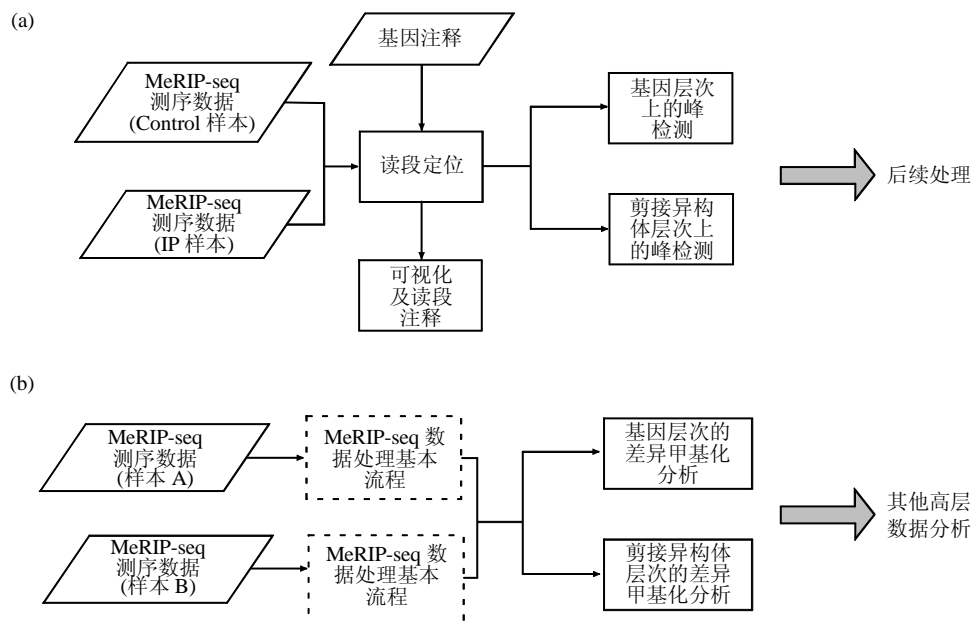 (a)
基因注释
MeRIP-seq
测序数据
(Control 样本)
MeRIP-seq
测序数据
(IP 样本)
读段定位
可视化
及读段
注释
基因层次
上的峰
检测
剪接异构
体层次上
的峰检测
后续处理
(b)
MeRIP-seq
测序数据
(样本 A)
MeRIP-seq 数
据处理基本
流程
MeRIP-seq
测序数据
(样本 B)
MeRIP-seq 数
据处理基本
流程
基因层次的
差异甲基化
分析
剪接异构体
层次的差异
甲基化分析
其他高层
数据分析